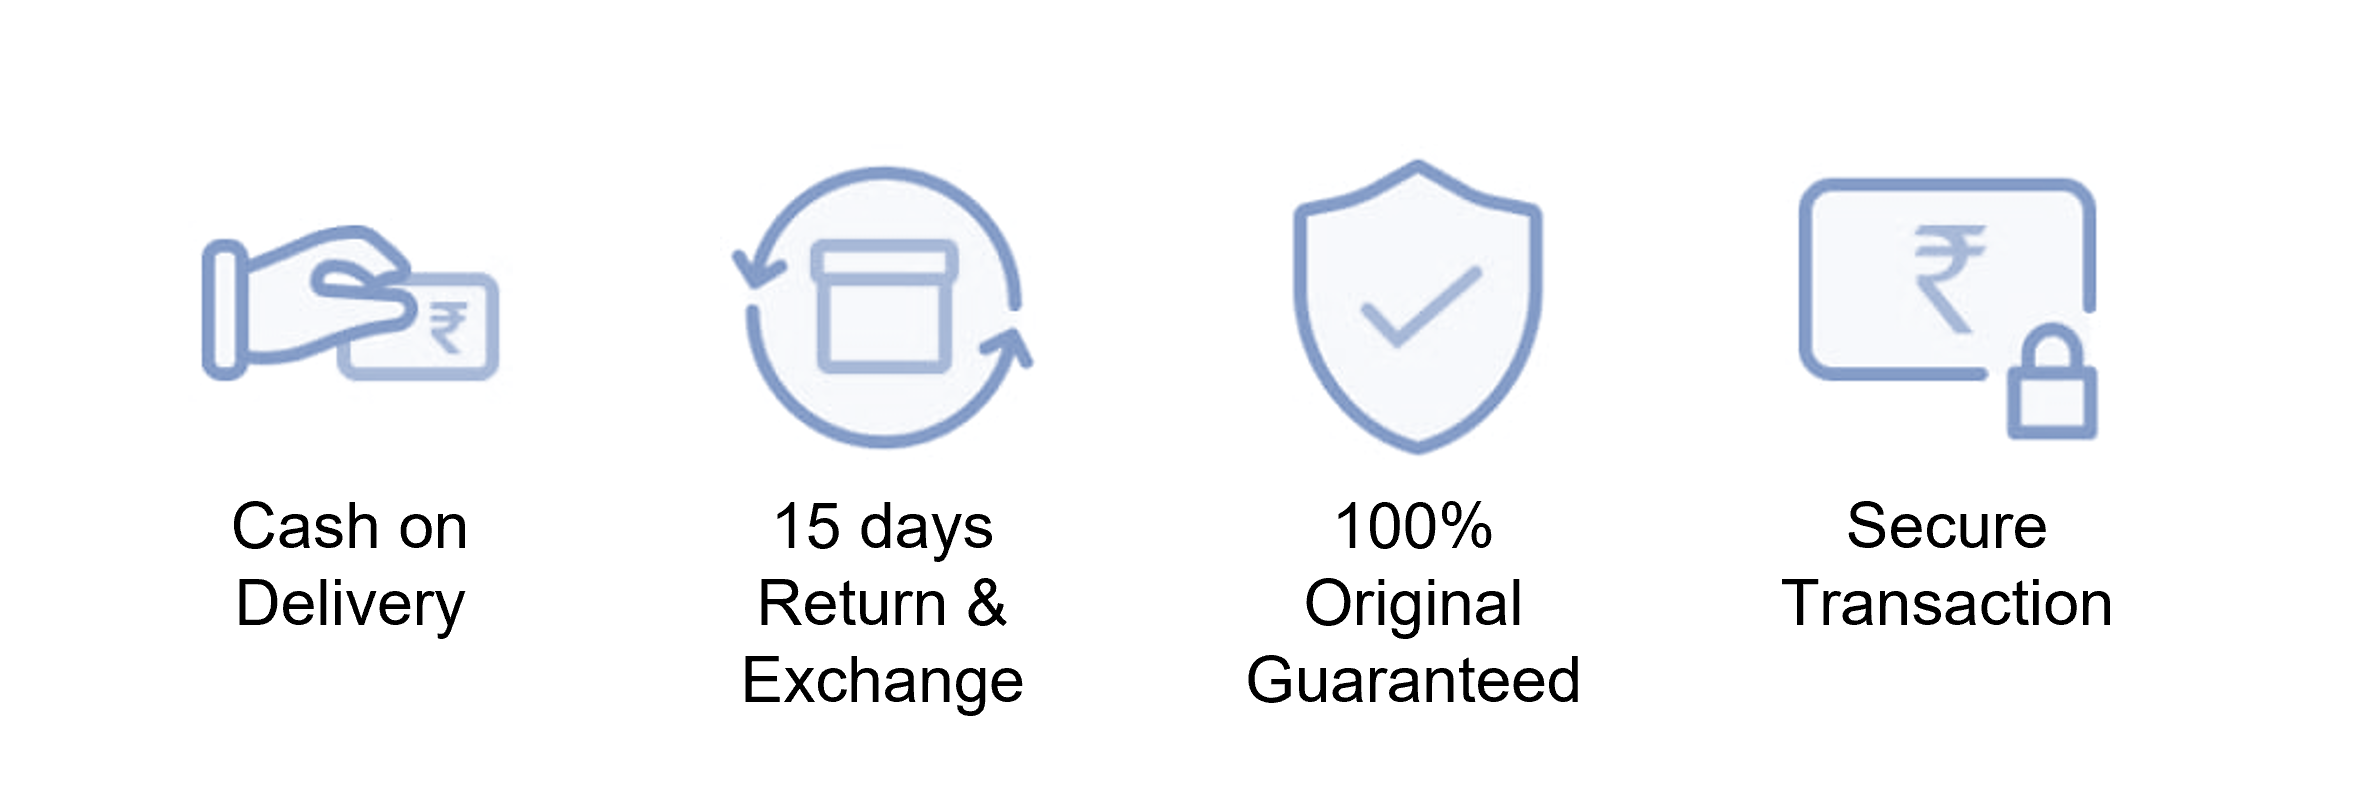 ₹
₹
Cash on
Delivery
15 days
Return &
Exchange
100%
Original
Guaranteed
Secure
Transaction